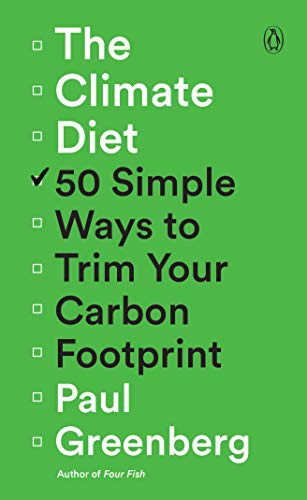 The
Climate
Diet
50 Simple
Ways to
Trim Your
Carbon
Footprint
Paul
Greenberg
Author of Four Fish